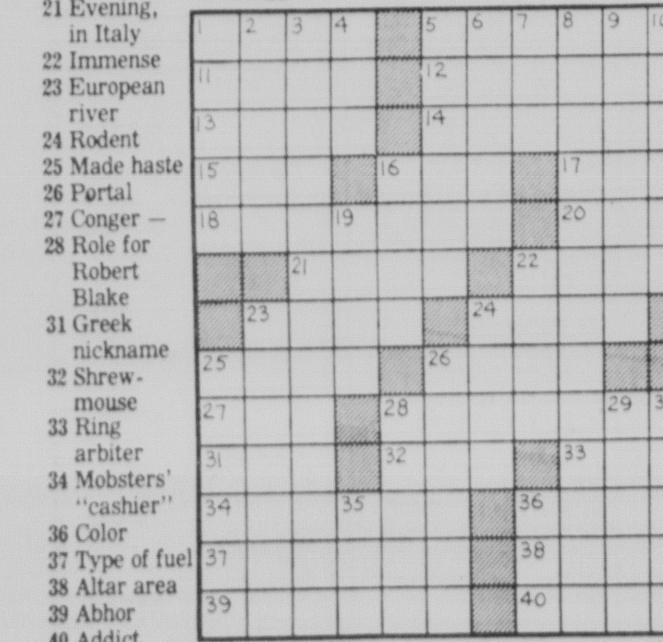 21 Evening,
in Italy
22 Immense
23 European
river
24 Rodent
25 Made haste
26 Portal
27 Conger —
28 Role for
Robert
Blake
31 Greek
nickname
32 Shrew-
mouse
33 Ring
arbiter
34 Mobsters'
"cashier"
36 Color
37 Type of fuel
38 Altar area
39 Abhor
40 Addict
1 2 3 4 5 6 7 8 9 10
11 12
13 14
15 16 17
18 19 20
21 22
23 24
25 26
27 28 29
31 32 33
34 35 36
37 38
39 40